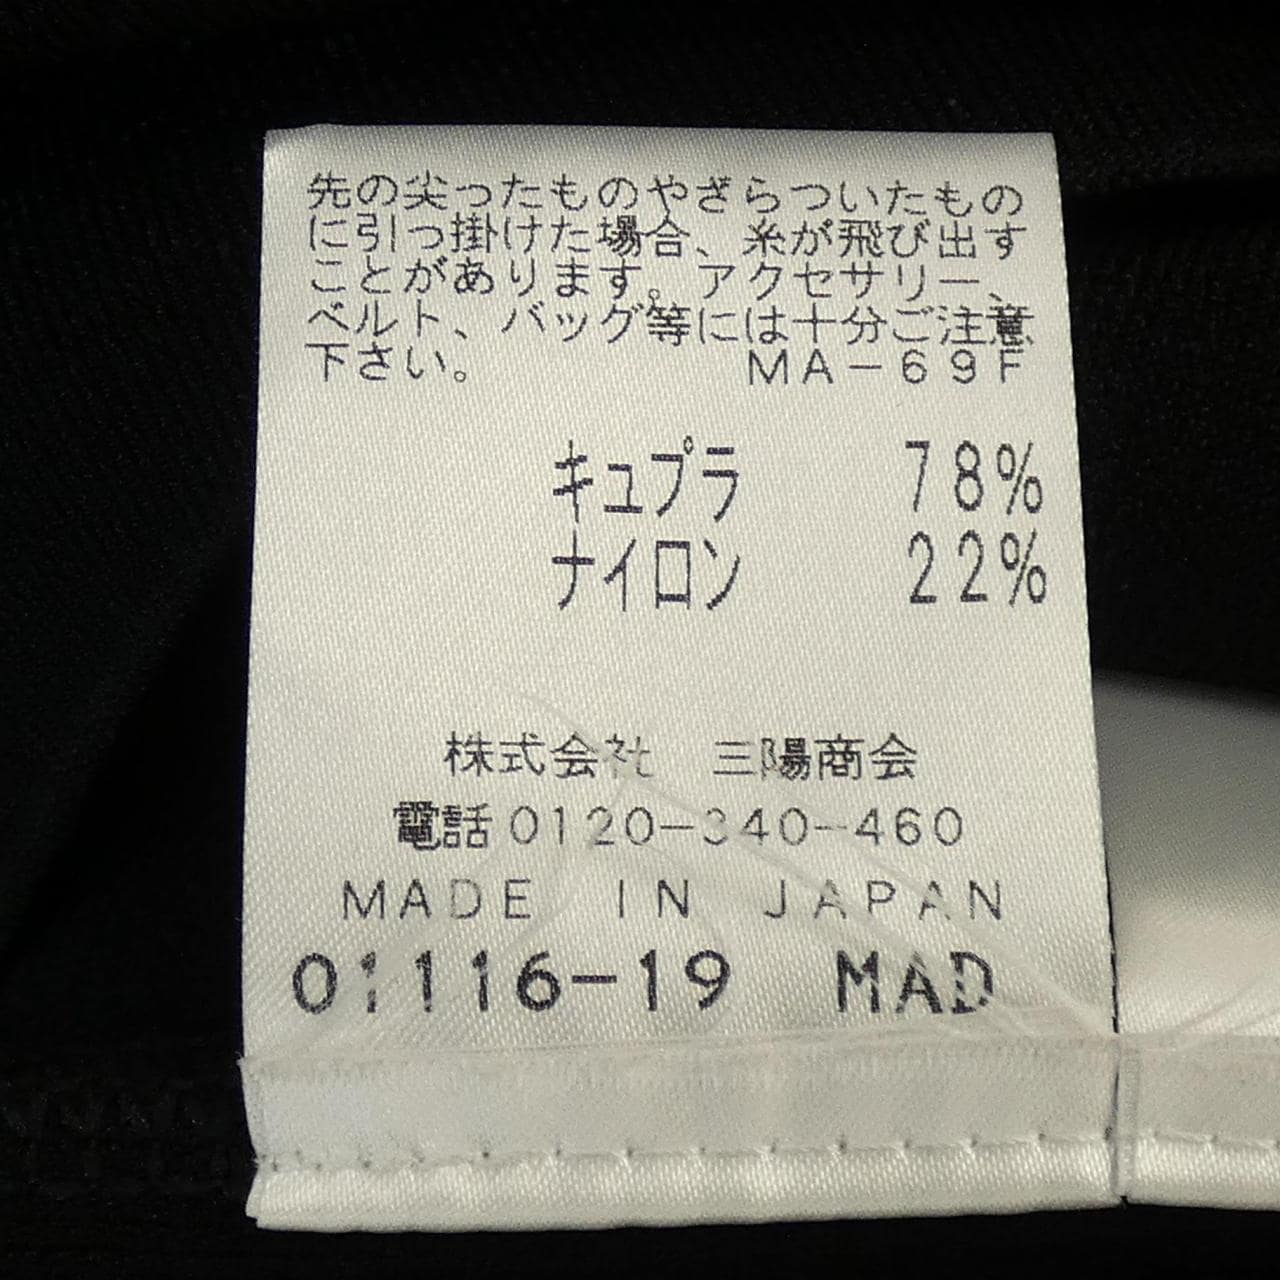 先の尖ったものやざらついたもの
に引っ掛けた場合、糸が飛び出す
ことがあります。アクセサリー、
ベルト、バッグ等には十分ご注意
下さい。 MA-69F
キュプラ 78%
ナイロン 22%
株式会社 三陽商会
電話0120-340-460
MADE IN JAPAN
01116-19 MAD